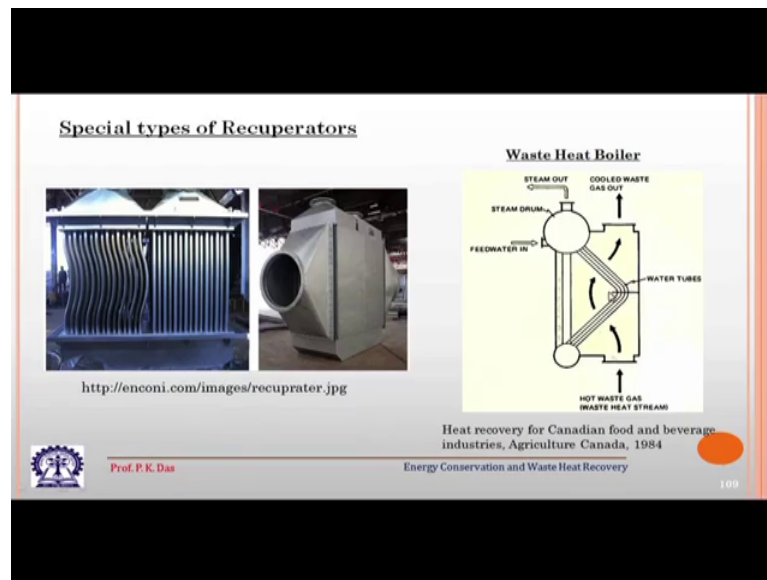 Special types of Recuperators
Waste Heat Boiler
STEAM OUT
COOLED WASTE
GAS OUT
STEAM DRUM
FEEDWATER IN
WATER TUBES
HOT WASTE GAS
(WASTE HEAT STREAM)
http://enconi.com/images/recuprater.jpg
Heat recovery for Canadian food and beverage
industries, Agriculture Canada, 1984
Prof. P. K. Das
Energy Conservation and Waste Heat Recovery
109